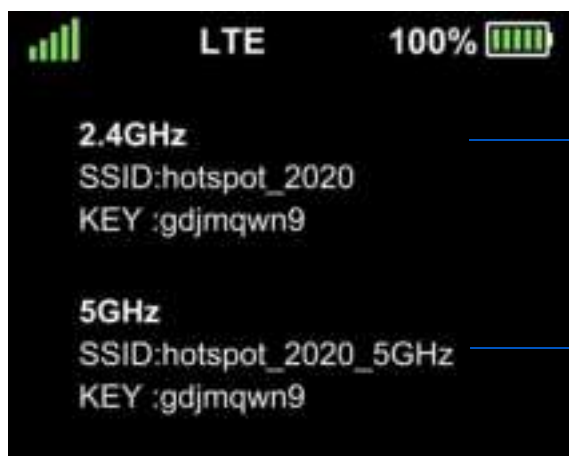 LTE 100%
2.4GHz
SSID:hotspot_2020
KEY :gdjmqwn9
5GHz
SSID:hotspot_2020_5GHz
KEY :gdjmqwn9